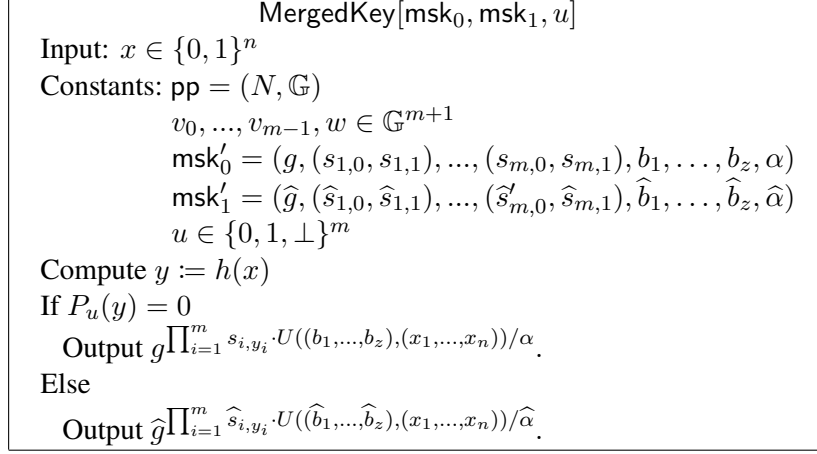 MergedKey[msk₀, msk₁, u]
Input: x ∈ {0, 1}ⁿ
Constants: pp = (N, 𝔾)
v₀, ..., v_{m−1}, w ∈ 𝔾^{m+1}
msk′₀ = (g, (s_{1,0}, s_{1,1}), ..., (s_{m,0}, s_{m,1}), b₁, . . . , b_z, α)
msk′₁ = (ĝ, (ŝ_{1,0}, ŝ_{1,1}), ..., (ŝ′_{m,0}, ŝ_{m,1}), b̂₁, . . . , b̂_z, α̂)
u ∈ {0, 1, ⊥}^m
Compute y := h(x)
If P_u(y) = 0
Output g^{∏_{i=1}^{m} s_{i,y_i} · U((b₁,...,b_z),(x₁,...,x_n))/α}.
Else
Output ĝ^{∏_{i=1}^{m} ŝ_{i,y_i} · U((b̂₁,...,b̂_z),(x₁,...,x_n))/α̂}.